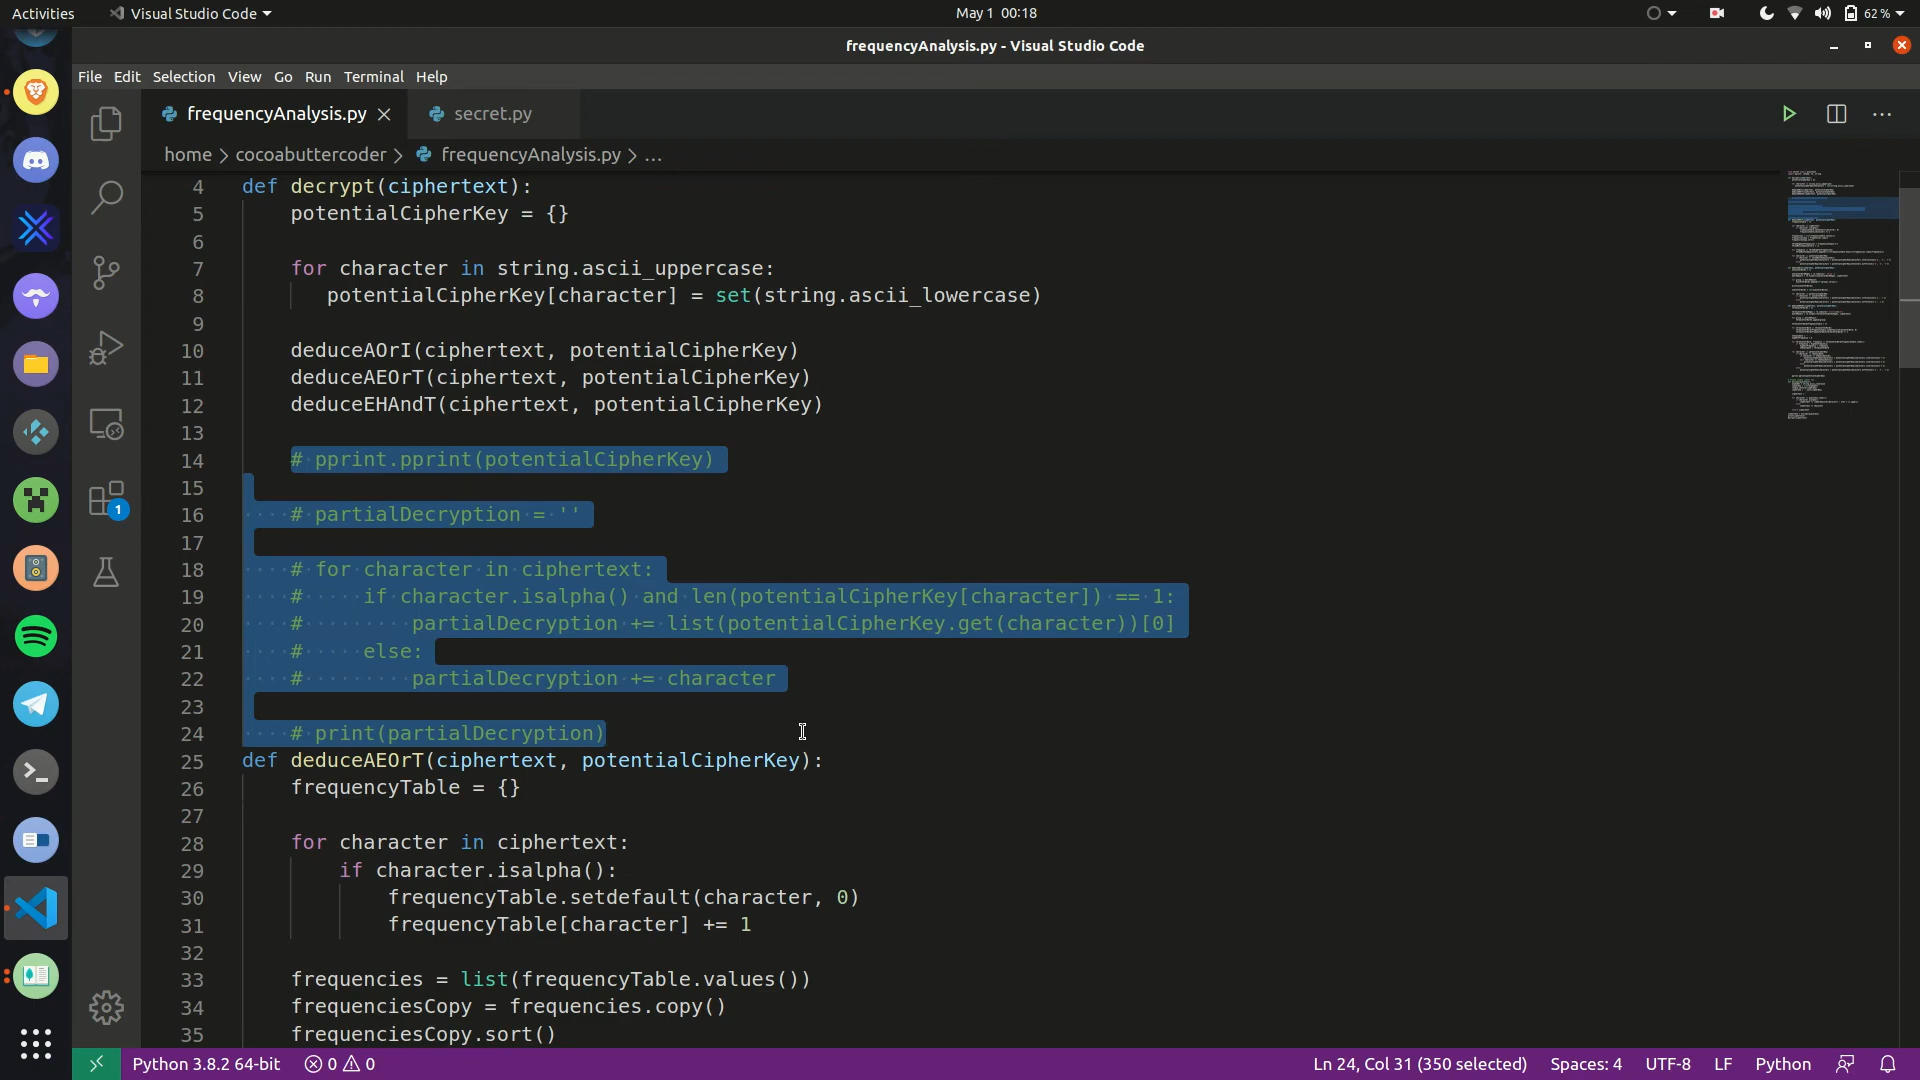 Activities
Visual Studio Code
May 1 00:18
62 %
frequencyAnalysis.py - Visual Studio Code
File Edit Selection View Go Run Terminal Help
frequencyAnalysis.py
secret.py
home > cocoabuttercoder > frequencyAnalysis.py > ...
4 def decrypt(ciphertext):
5     potentialCipherKey = {}
6
7     for character in string.ascii_uppercase:
8        potentialCipherKey[character] = set(string.ascii_lowercase)
9
10     deduceAOrI(ciphertext, potentialCipherKey)
11     deduceAEOrT(ciphertext, potentialCipherKey)
12     deduceEHAndT(ciphertext, potentialCipherKey)
13
14     # pprint.pprint(potentialCipherKey)
15
16     # partialDecryption = ''
17
18     # for character in ciphertext:
19     #     if character.isalpha() and len(potentialCipherKey[character]) == 1:
20     #         partialDecryption += list(potentialCipherKey.get(character))[0]
21     #     else:
22     #         partialDecryption += character
23
24     # print(partialDecryption)
25 def deduceAEOrT(ciphertext, potentialCipherKey):
26     frequencyTable = {}
27
28     for character in ciphertext:
29         if character.isalpha():
30             frequencyTable.setdefault(character, 0)
31             frequencyTable[character] += 1
32
33     frequencies = list(frequencyTable.values())
34     frequenciesCopy = frequencies.copy()
35     frequenciesCopy.sort()
1
Python 3.8.2 64-bit
0
0
Ln 24, Col 31 (350 selected)
Spaces: 4
UTF-8
LF
Python